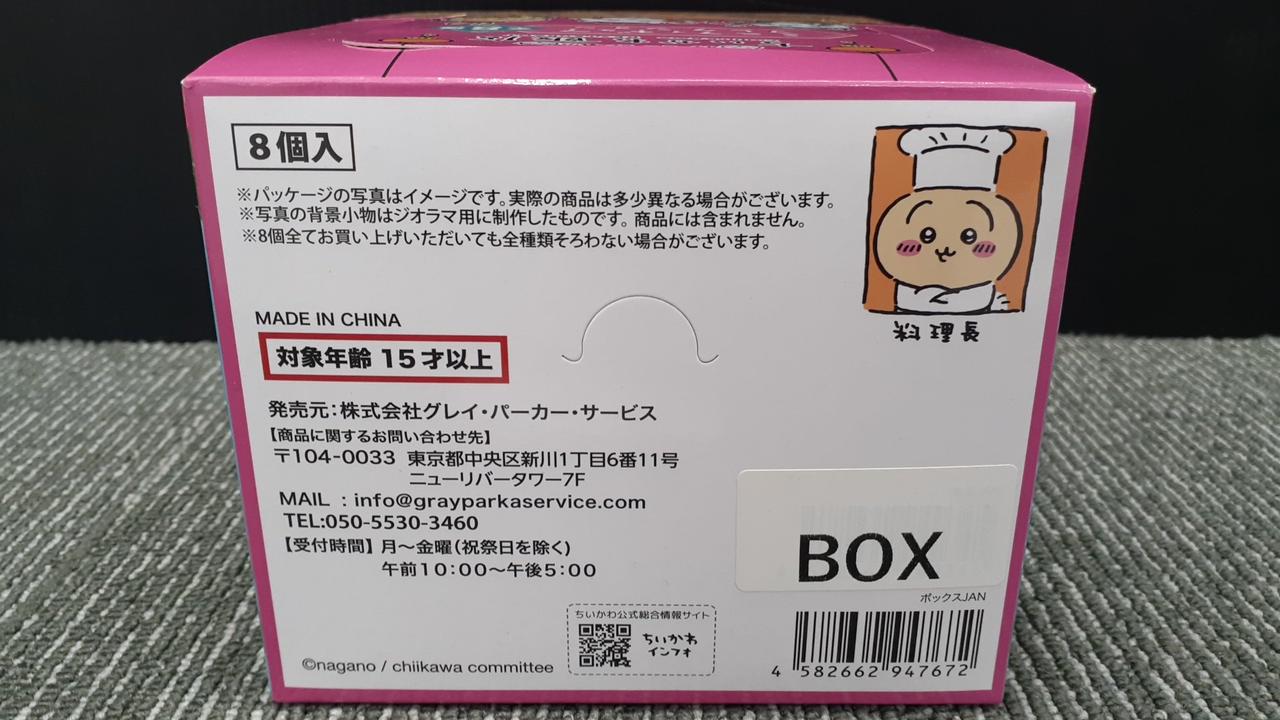 8個入
※パッケージの写真はイメージです。実際の商品は多少異なる場合がございます。
※写真の背景小物はジオラマ用に制作したものです。商品には含まれません。
※8個全てお買い上げいただいても全種類そろわない場合がございます。
料理長
MADE IN CHINA
対象年齢 15才以上
発売元:株式会社グレイ・パーカー・サービス
【商品に関するお問い合わせ先】
〒104-0033 東京都中央区新川1丁目6番11号
ニューリバータワー7F
MAIL : info@grayparkaservice.com
TEL:050-5530-3460
【受付時間】月〜金曜(祝祭日を除く)
午前10:00〜午後5:00
BOX
ボックスJAN
4 582662 947672
ちいかわ公式総合情報サイト
ちいかわ
インフォ
©nagano / chiikawa committee